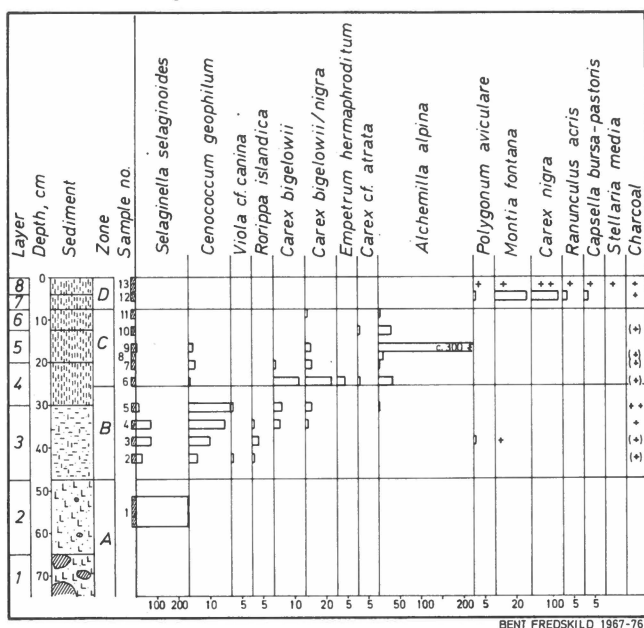 Layer
Depth, cm
Sediment
Zone
Sample no.
Selaginella selaginoides
Cenococcum geophilum
Viola cf. canina
Rorippa islandica
Carex bigelowii
Carex bigelowii/nigra
Empetrum hermaphroditum
Carex cf. atrata
Alchemilla alpina
Polygonum aviculare
Montia fontana
Carex nigra
Ranunculus acris
Capsella bursa-pastoris
Stellaria media
Charcoal
8 0 13 + + + + + + + + +
7 D 12
6 11
10 10 (+)
5 C 9 c. 300
8 (+)
20 7 (+)
4 6 (+)
30 5 + +
B 4 +
3 40 3 + (+)
2 (+)
50
2 1
60 A
1 70
100 200 10 5 5 10 20 5 5 50 100 200 5 20 100 5 5
BENT FREDSKILD 1967-76